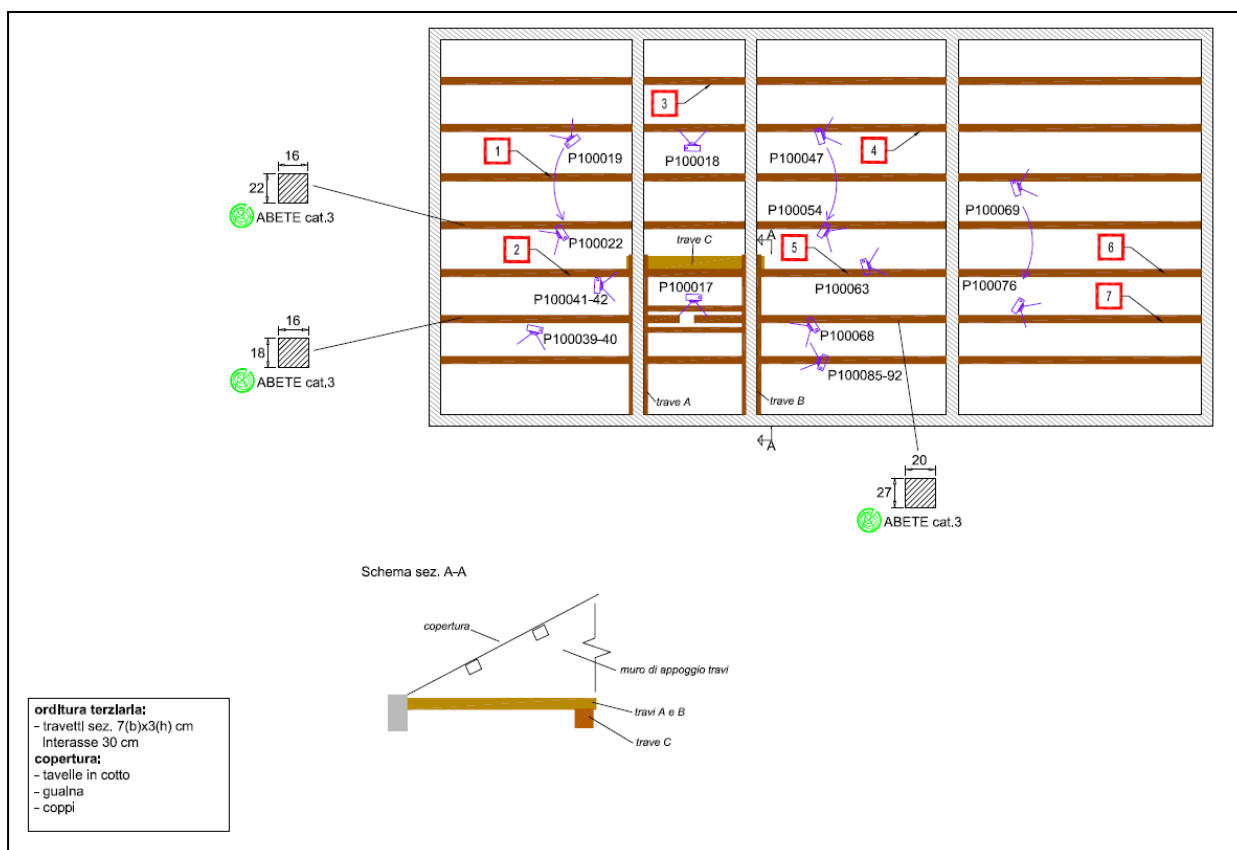 3
P100019
P100018
P100047
4
1
16
22
ABETE cat.3
P100054
P100069
A
P100022
trave C
2
5
6
P100041-42
P100017
P100063
P100076
7
16
18
ABETE cat.3
P100039-40
P100068
P100085-92
trave A
trave B
A
20
27
ABETE cat.3
Schema sez. A-A
copertura
muro di appoggio travi
travi A e B
trave C
orditura terziaria:
- travetti sez. 7(b)x3(h) cm
interasse 30 cm
copertura:
- tavelle in cotto
- guaina
- coppi